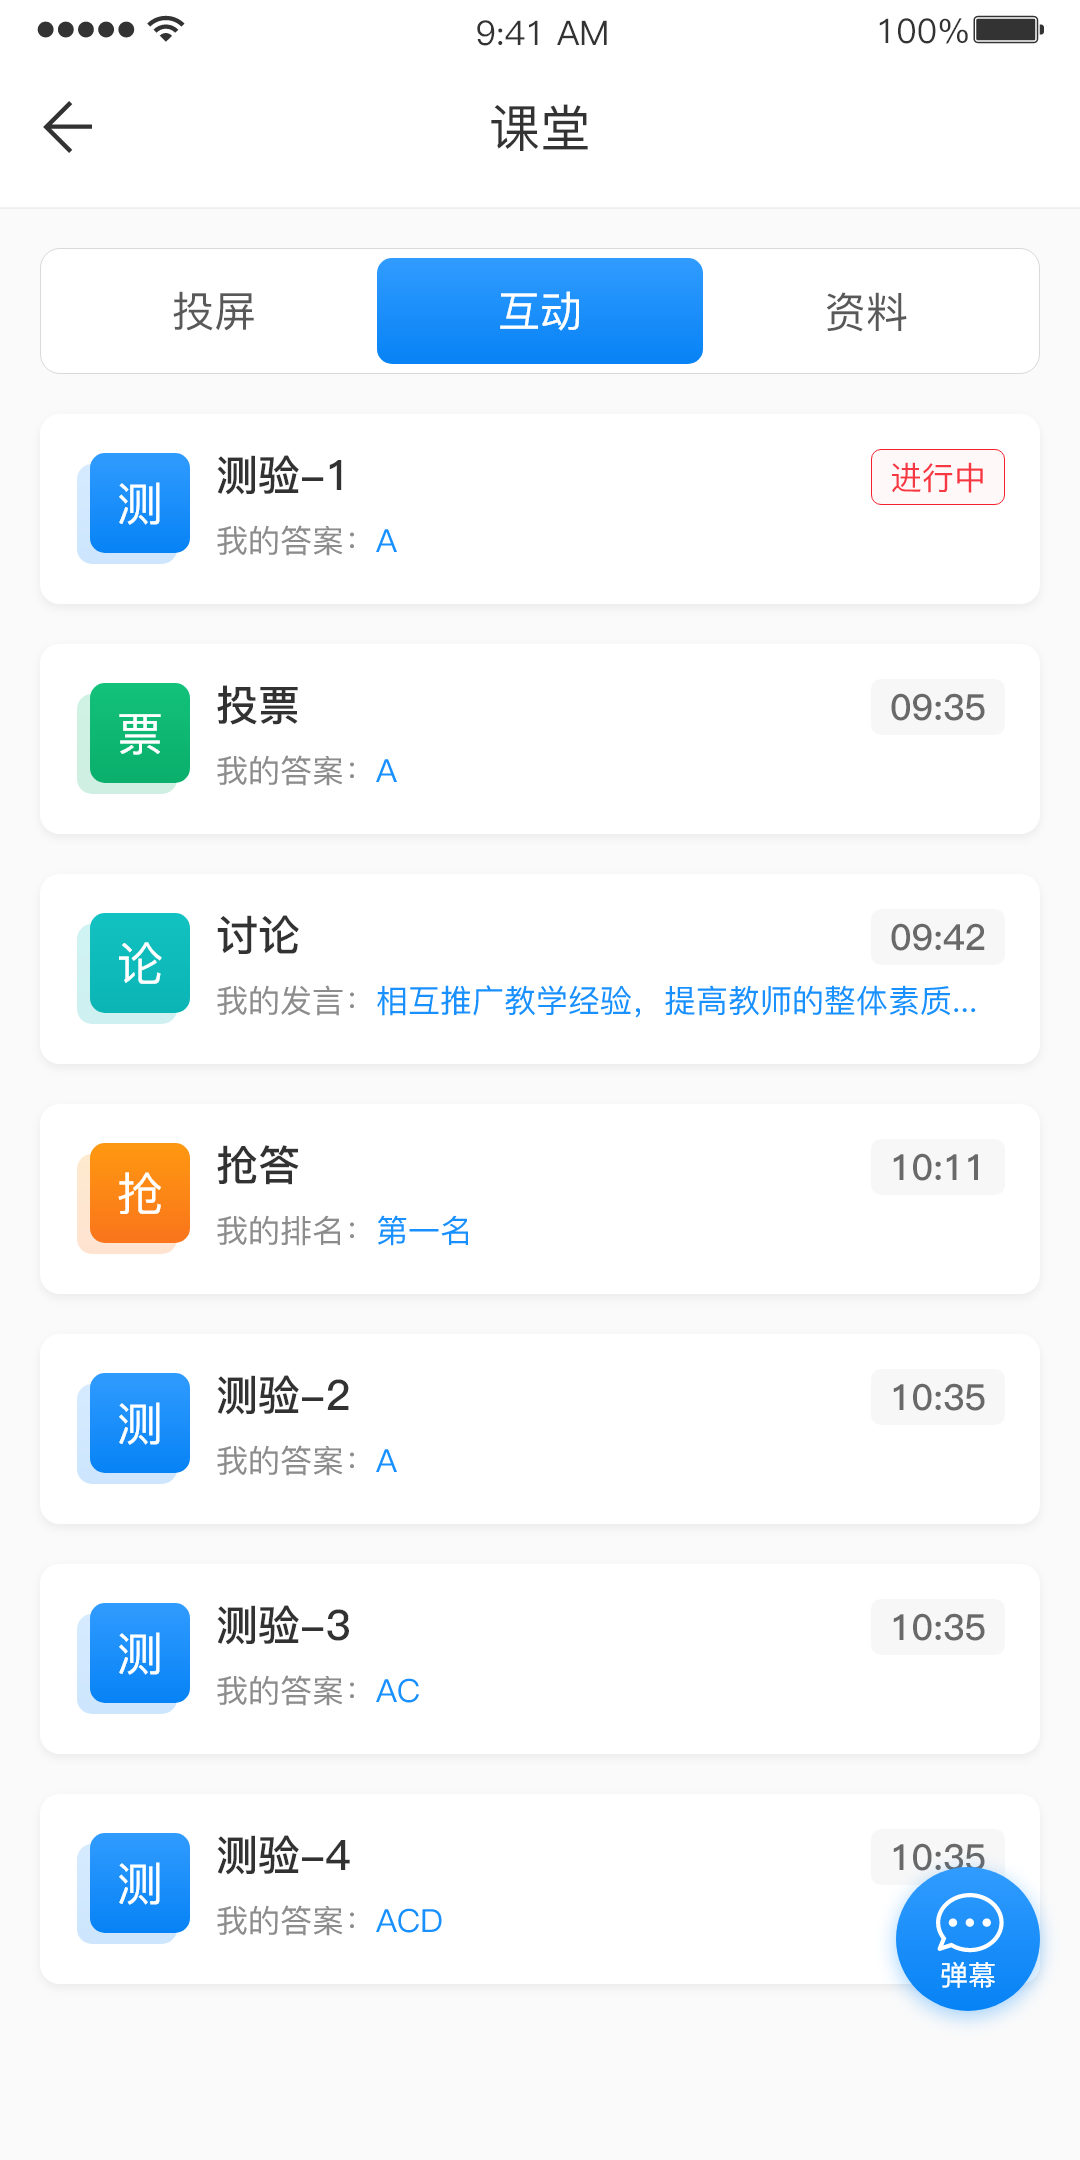 9:41 AM
100%
课堂
投屏
互动
资料
测
测验-1
进行中
我的答案： A
票
投票
09:35
我的答案： A
论
讨论
09:42
我的发言： 相互推广教学经验，提高教师的整体素质...
抢
抢答
10:11
我的排名： 第一名
测
测验-2
10:35
我的答案： A
测
测验-3
10:35
我的答案： AC
测
测验-4
10:35
我的答案： ACD
弹幕